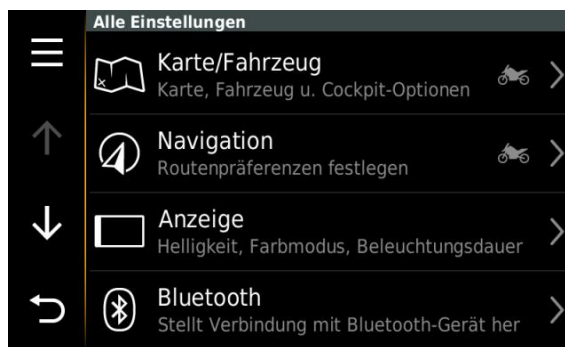 Alle Einstellungen
Karte/Fahrzeug
Karte, Fahrzeug u. Cockpit-Optionen
Navigation
Routenpräferenzen festlegen
Anzeige
Helligkeit, Farbmodus, Beleuchtungsdauer
Bluetooth
Stellt Verbindung mit Bluetooth-Gerät her